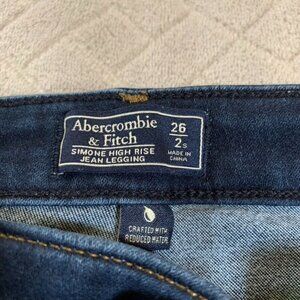 Abercrombie
& Fitch
SIMONE HIGH RISE
JEAN LEGGING
26
2S
MADE IN
CHINA
CRAFTED WITH
REDUCED WATER